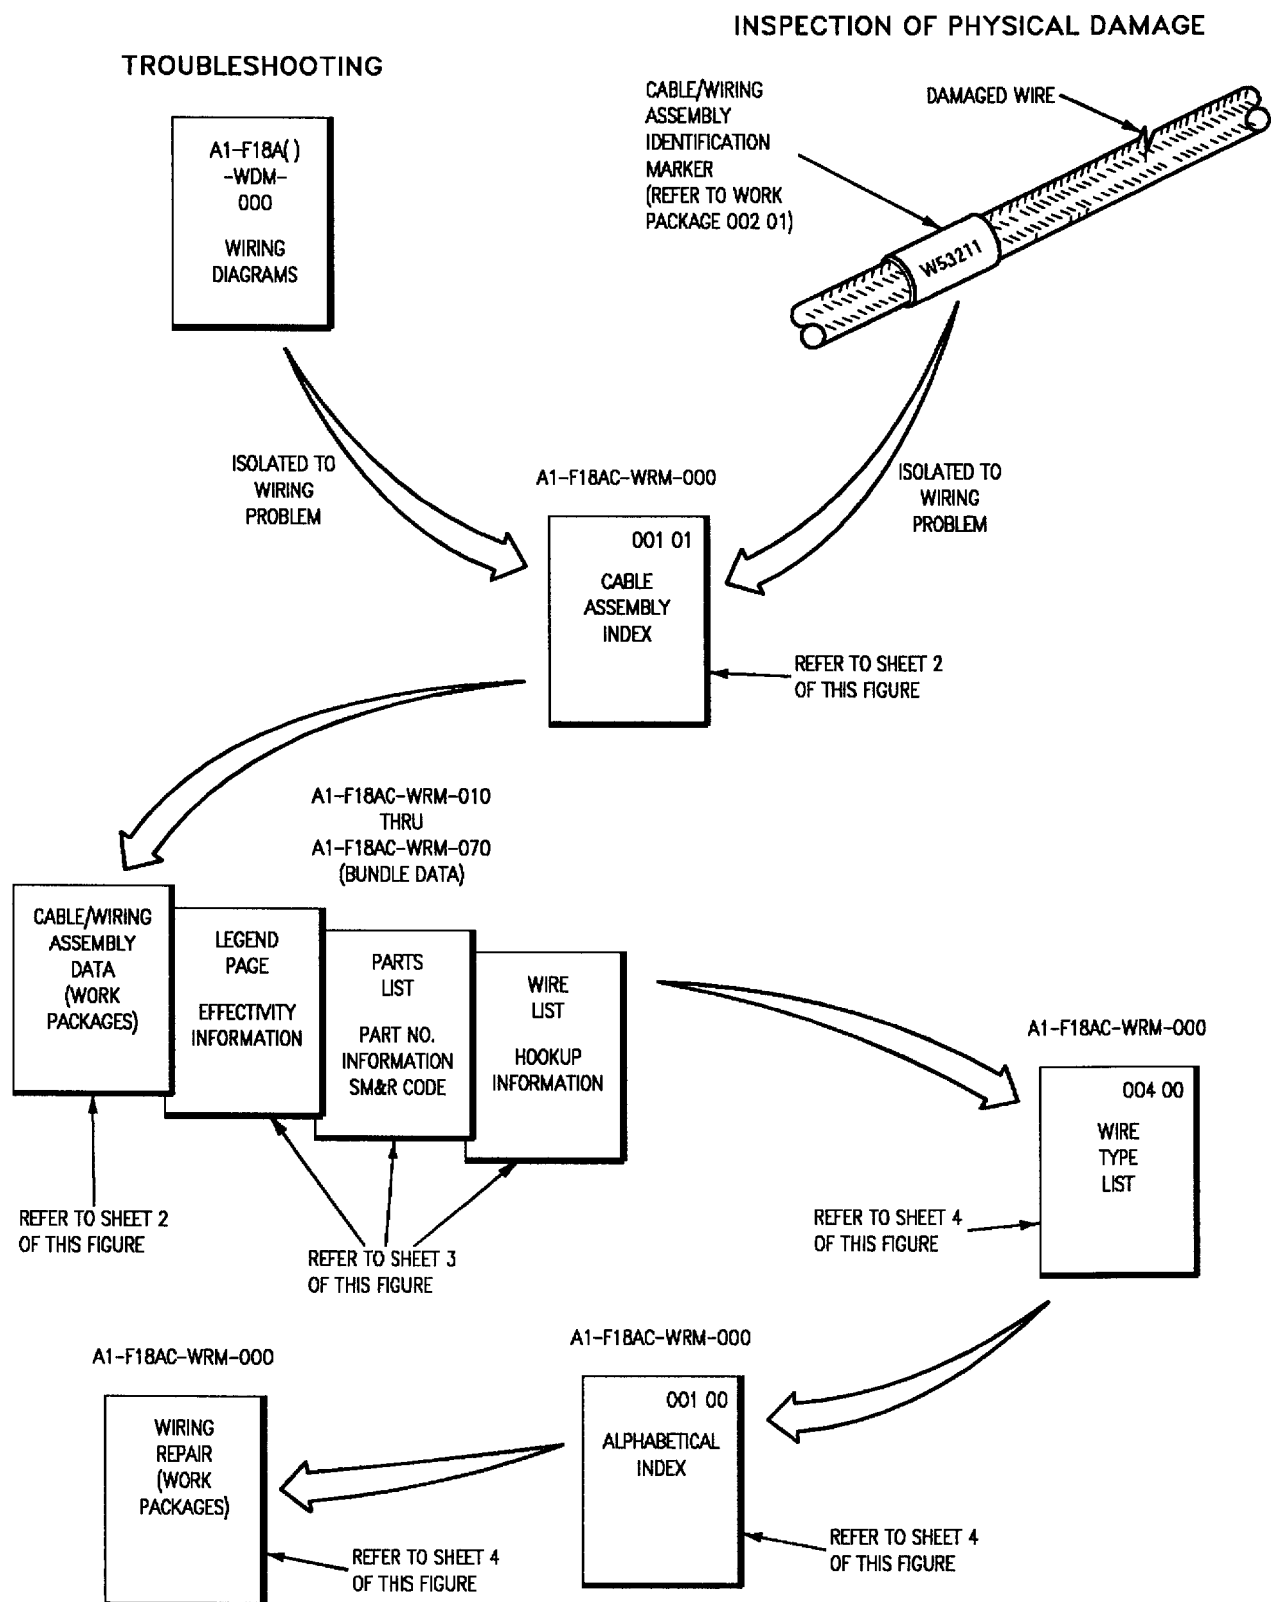 INSPECTION OF PHYSICAL DAMAGE
TROUBLESHOOTING
A1-F18A( )
-WDM-
000
WIRING
DIAGRAMS
CABLE/WIRING
ASSEMBLY
IDENTIFICATION
MARKER
(REFER TO WORK
PACKAGE 002 01)
DAMAGED WIRE
W53211
ISOLATED TO
WIRING
PROBLEM
ISOLATED TO
WIRING
PROBLEM
A1-F18AC-WRM-000
001 01
CABLE
ASSEMBLY
INDEX
REFER TO SHEET 2
OF THIS FIGURE
A1-F18AC-WRM-010
THRU
A1-F18AC-WRM-070
(BUNDLE DATA)
CABLE/WIRING
ASSEMBLY
DATA
(WORK
PACKAGES)
LEGEND
PAGE
EFFECTIVITY
INFORMATION
PARTS
LIST
PART NO.
INFORMATION
SM&R CODE
WIRE
LIST
HOOKUP
INFORMATION
REFER TO SHEET 2
OF THIS FIGURE
REFER TO SHEET 3
OF THIS FIGURE
A1-F18AC-WRM-000
004 00
WIRE
TYPE
LIST
REFER TO SHEET 4
OF THIS FIGURE
A1-F18AC-WRM-000
001 00
ALPHABETICAL
INDEX
REFER TO SHEET 4
OF THIS FIGURE
A1-F18AC-WRM-000
WIRING
REPAIR
(WORK
PACKAGES)
REFER TO SHEET 4
OF THIS FIGURE